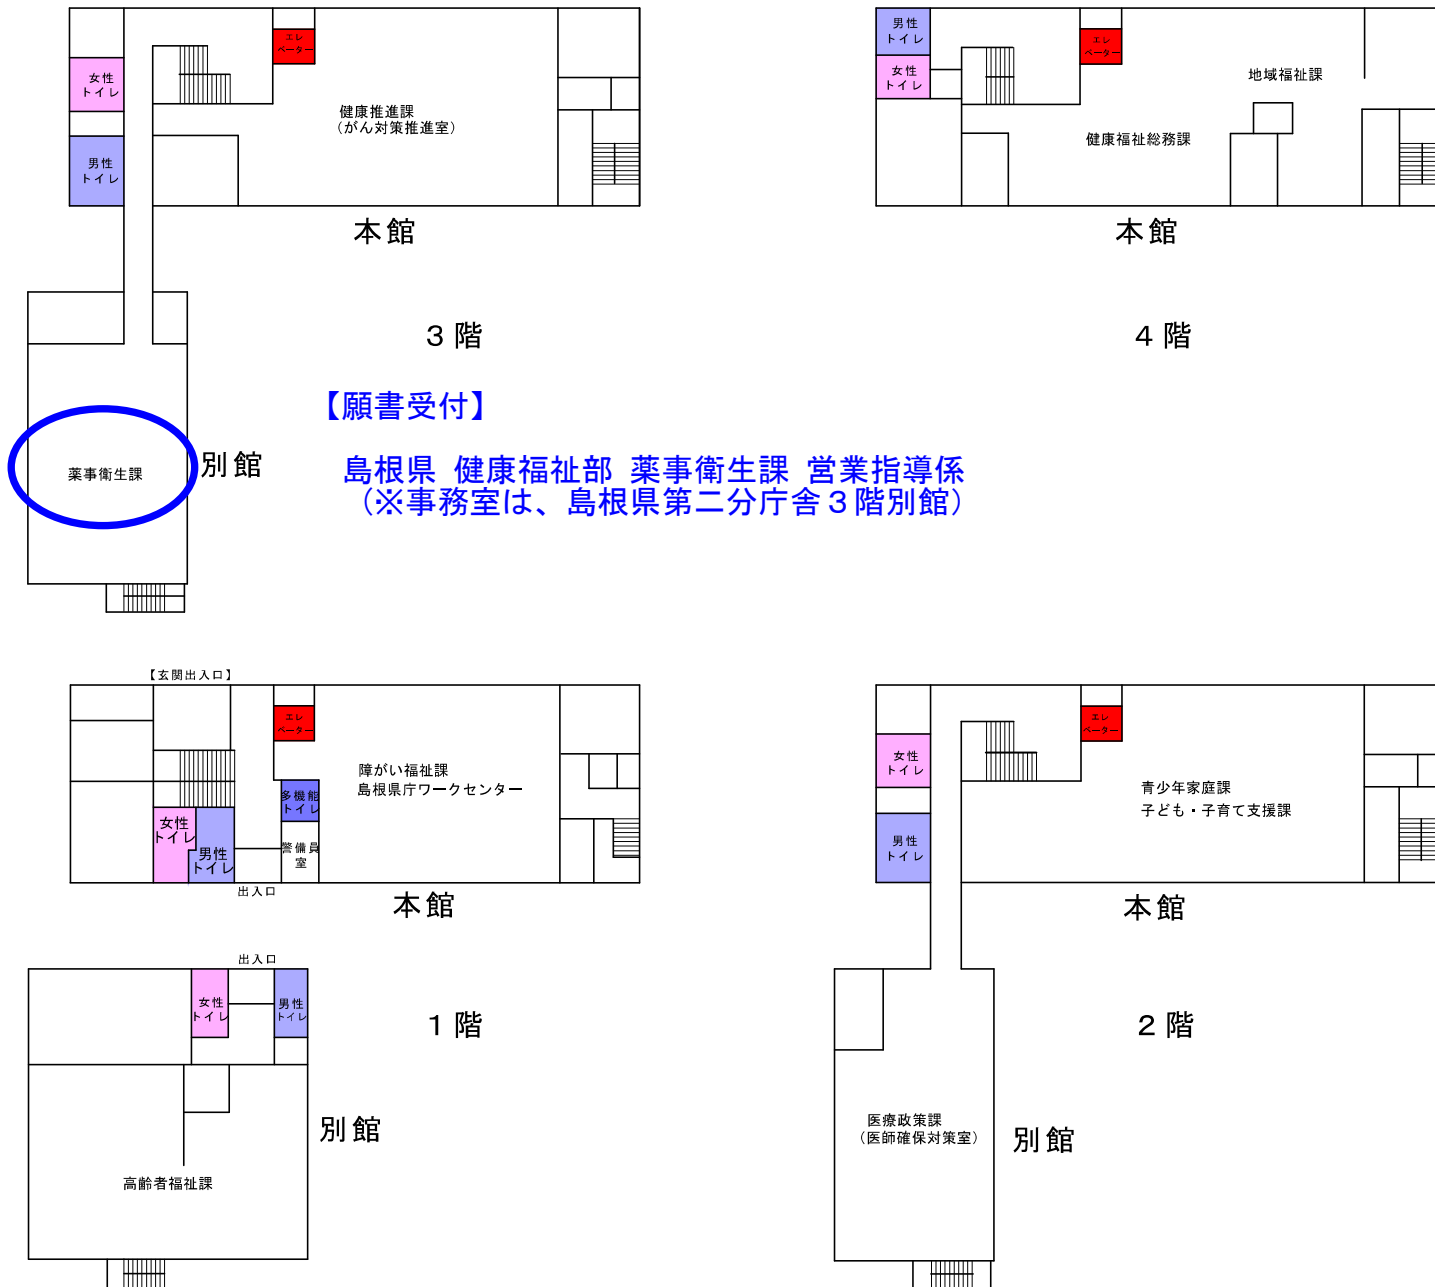 女性
トイレ
男性
トイレ
エレ
ベーター
健康推進課
（がん対策推進室）
本館
3階
薬事衛生課
別館
男性
トイレ
女性
トイレ
エレ
ベーター
地域福祉課
健康福祉総務課
本館
4階
【願書受付】
島根県 健康福祉部 薬事衛生課 営業指導係
（※事務室は、島根県第二分庁舎３階別館）
【玄関出入口】
エレ
ベーター
障がい福祉課
島根県庁ワークセンター
多機能
トイレ
女性
トイレ
男性
トイレ
警備員
室
出入口
本館
出入口
女性
トイレ
男性
トイレ
1階
別館
高齢者福祉課
エレ
ベーター
女性
トイレ
男性
トイレ
青少年家庭課
子ども・子育て支援課
本館
2階
医療政策課
（医師確保対策室）
別館